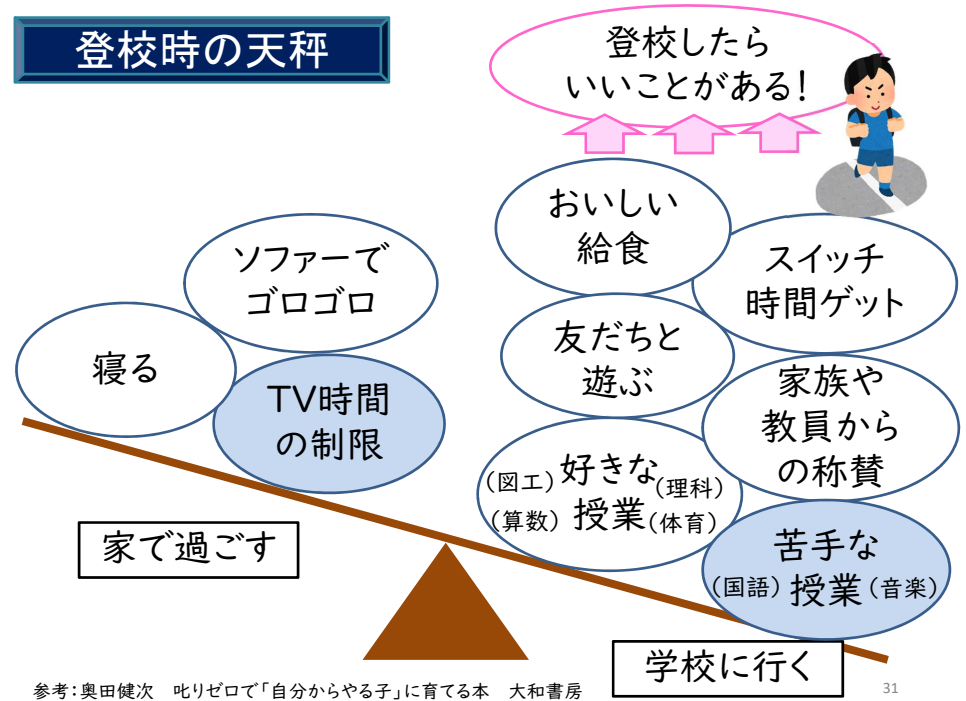 登校時の天秤
登校したら
いいことがある!
おいしい
給食
スイッチ
時間ゲット
ソファーで
ゴロゴロ
寝る
TV時間
の制限
友だちと
遊ぶ
家族や
教員から
の称賛
(図工) 好きな (理科)
(算数) 授業 (体育)
苦手な
(国語) 授業 (音楽)
家で過ごす
学校に行く
参考:奥田健次 叱りゼロで「自分からやる子」に育てる本 大和書房
31